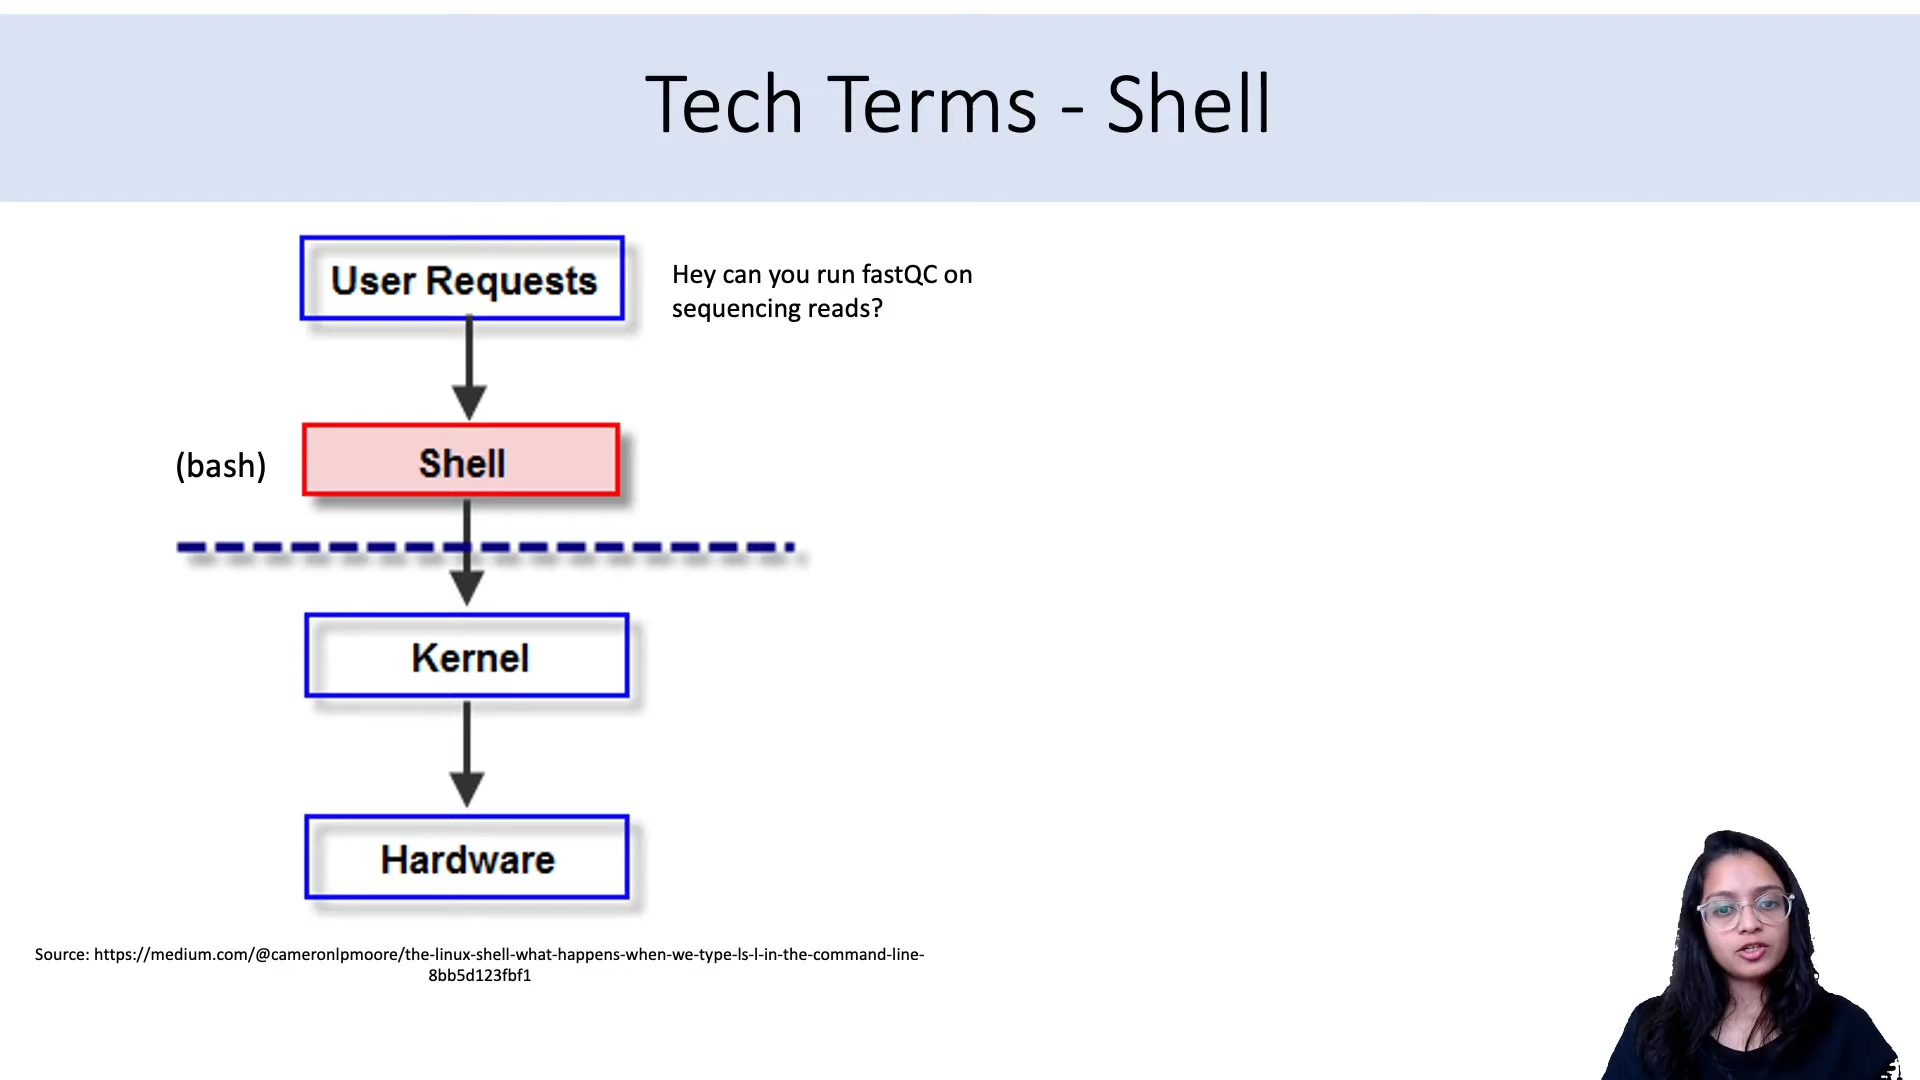 Tech Terms - Shell
User Requests
Hey can you run fastQC on
sequencing reads?
(bash)
Shell
Kernel
Hardware
Source: https://medium.com/@cameronlpmoore/the-linux-shell-what-happens-when-we-type-ls-l-in-the-command-line-
8bb5d123fbf1